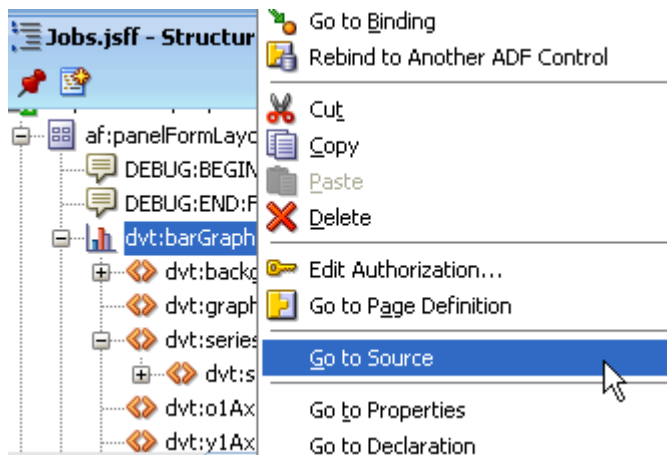 Jobs.jsff - Structur
af:panelFormLayo
DEBUG:BEGIN
DEBUG:END:F
dvt:barGraph
dvt:backg
dvt:graph
dvt:series
dvt:s
dvt:o1Ax
dvt:y1Ax
Go to Binding
Rebind to Another ADF Control
Cut
Copy
Paste
Delete
Edit Authorization...
Go to Page Definition
Go to Source
Go to Properties
Go to Declaration